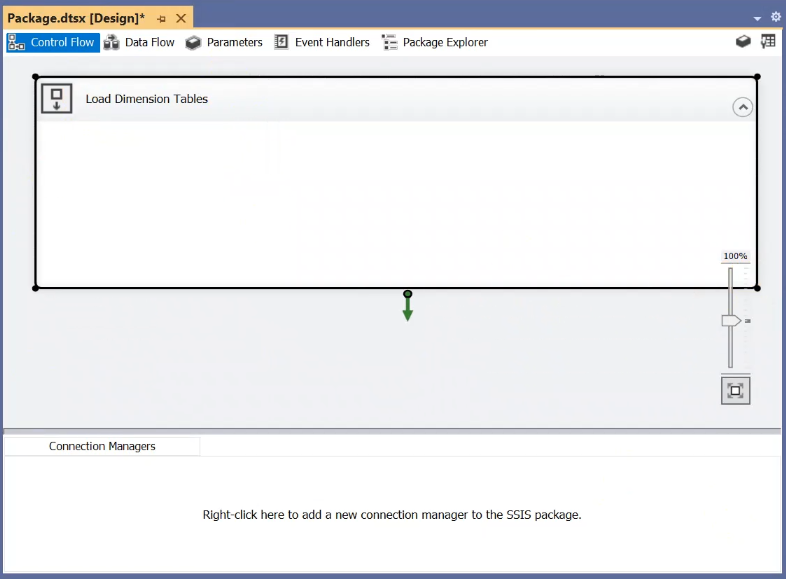 Package.dtsx [Design]*
Control Flow Data Flow Parameters Event Handlers Package Explorer
Load Dimension Tables
100%
Connection Managers
Right-click here to add a new connection manager to the SSIS package.